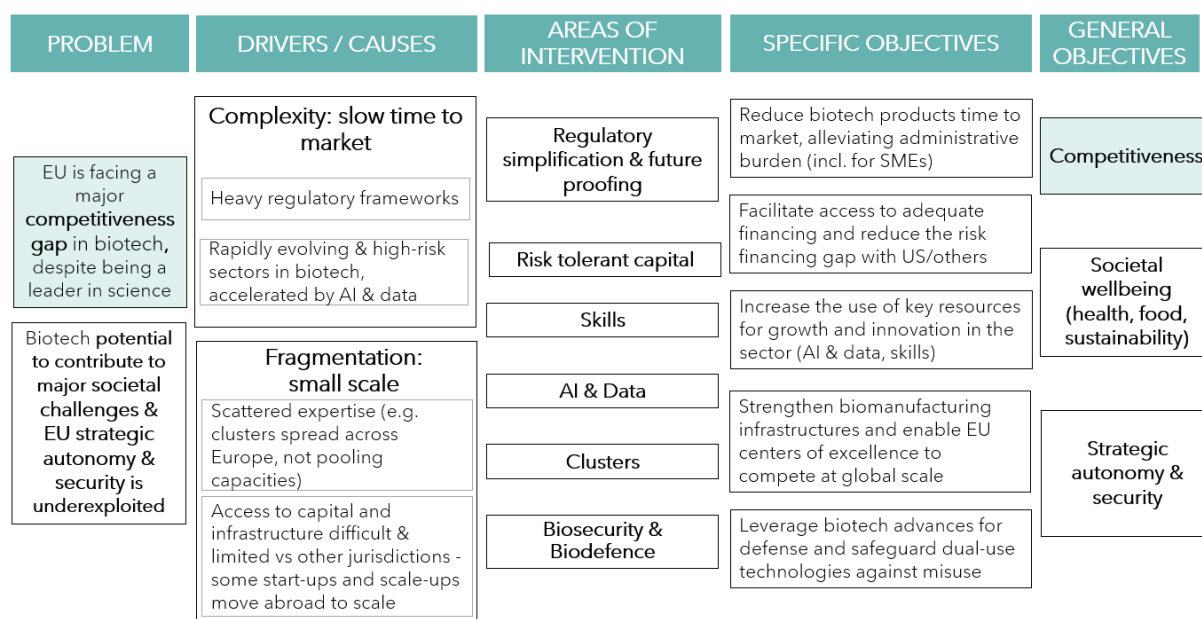 PROBLEM
DRIVERS / CAUSES
AREAS OF
INTERVENTION
SPECIFIC OBJECTIVES
GENERAL
OBJECTIVES
EU is facing a
major
competitiveness
gap in biotech,
despite being a
leader in science
Biotech potential
to contribute to
major societal
challenges &
EU strategic
autonomy &
security is
underexploited
Complexity: slow time to
market
Heavy regulatory frameworks
Rapidly evolving & high-risk
sectors in biotech,
accelerated by AI & data
Fragmentation:
small scale
Scattered expertise (e.g.
clusters spread across
Europe, not pooling
capacities)
Access to capital and
infrastructure difficult &
limited vs other jurisdictions -
some start-ups and scale-ups
move abroad to scale
Regulatory
simplification & future
proofing
Risk tolerant capital
Skills
AI & Data
Clusters
Biosecurity &
Biodefence
Reduce biotech products time to
market, alleviating administrative
burden (incl. for SMEs)
Facilitate access to adequate
financing and reduce the risk
financing gap with US/others
Increase the use of key resources
for growth and innovation in the
sector (AI & data, skills)
Strengthen biomanufacturing
infrastructures and enable EU
centers of excellence to
compete at global scale
Leverage biotech advances for
defense and safeguard dual-use
technologies against misuse
Competitiveness
Societal
wellbeing
(health, food,
sustainability)
Strategic
autonomy &
security